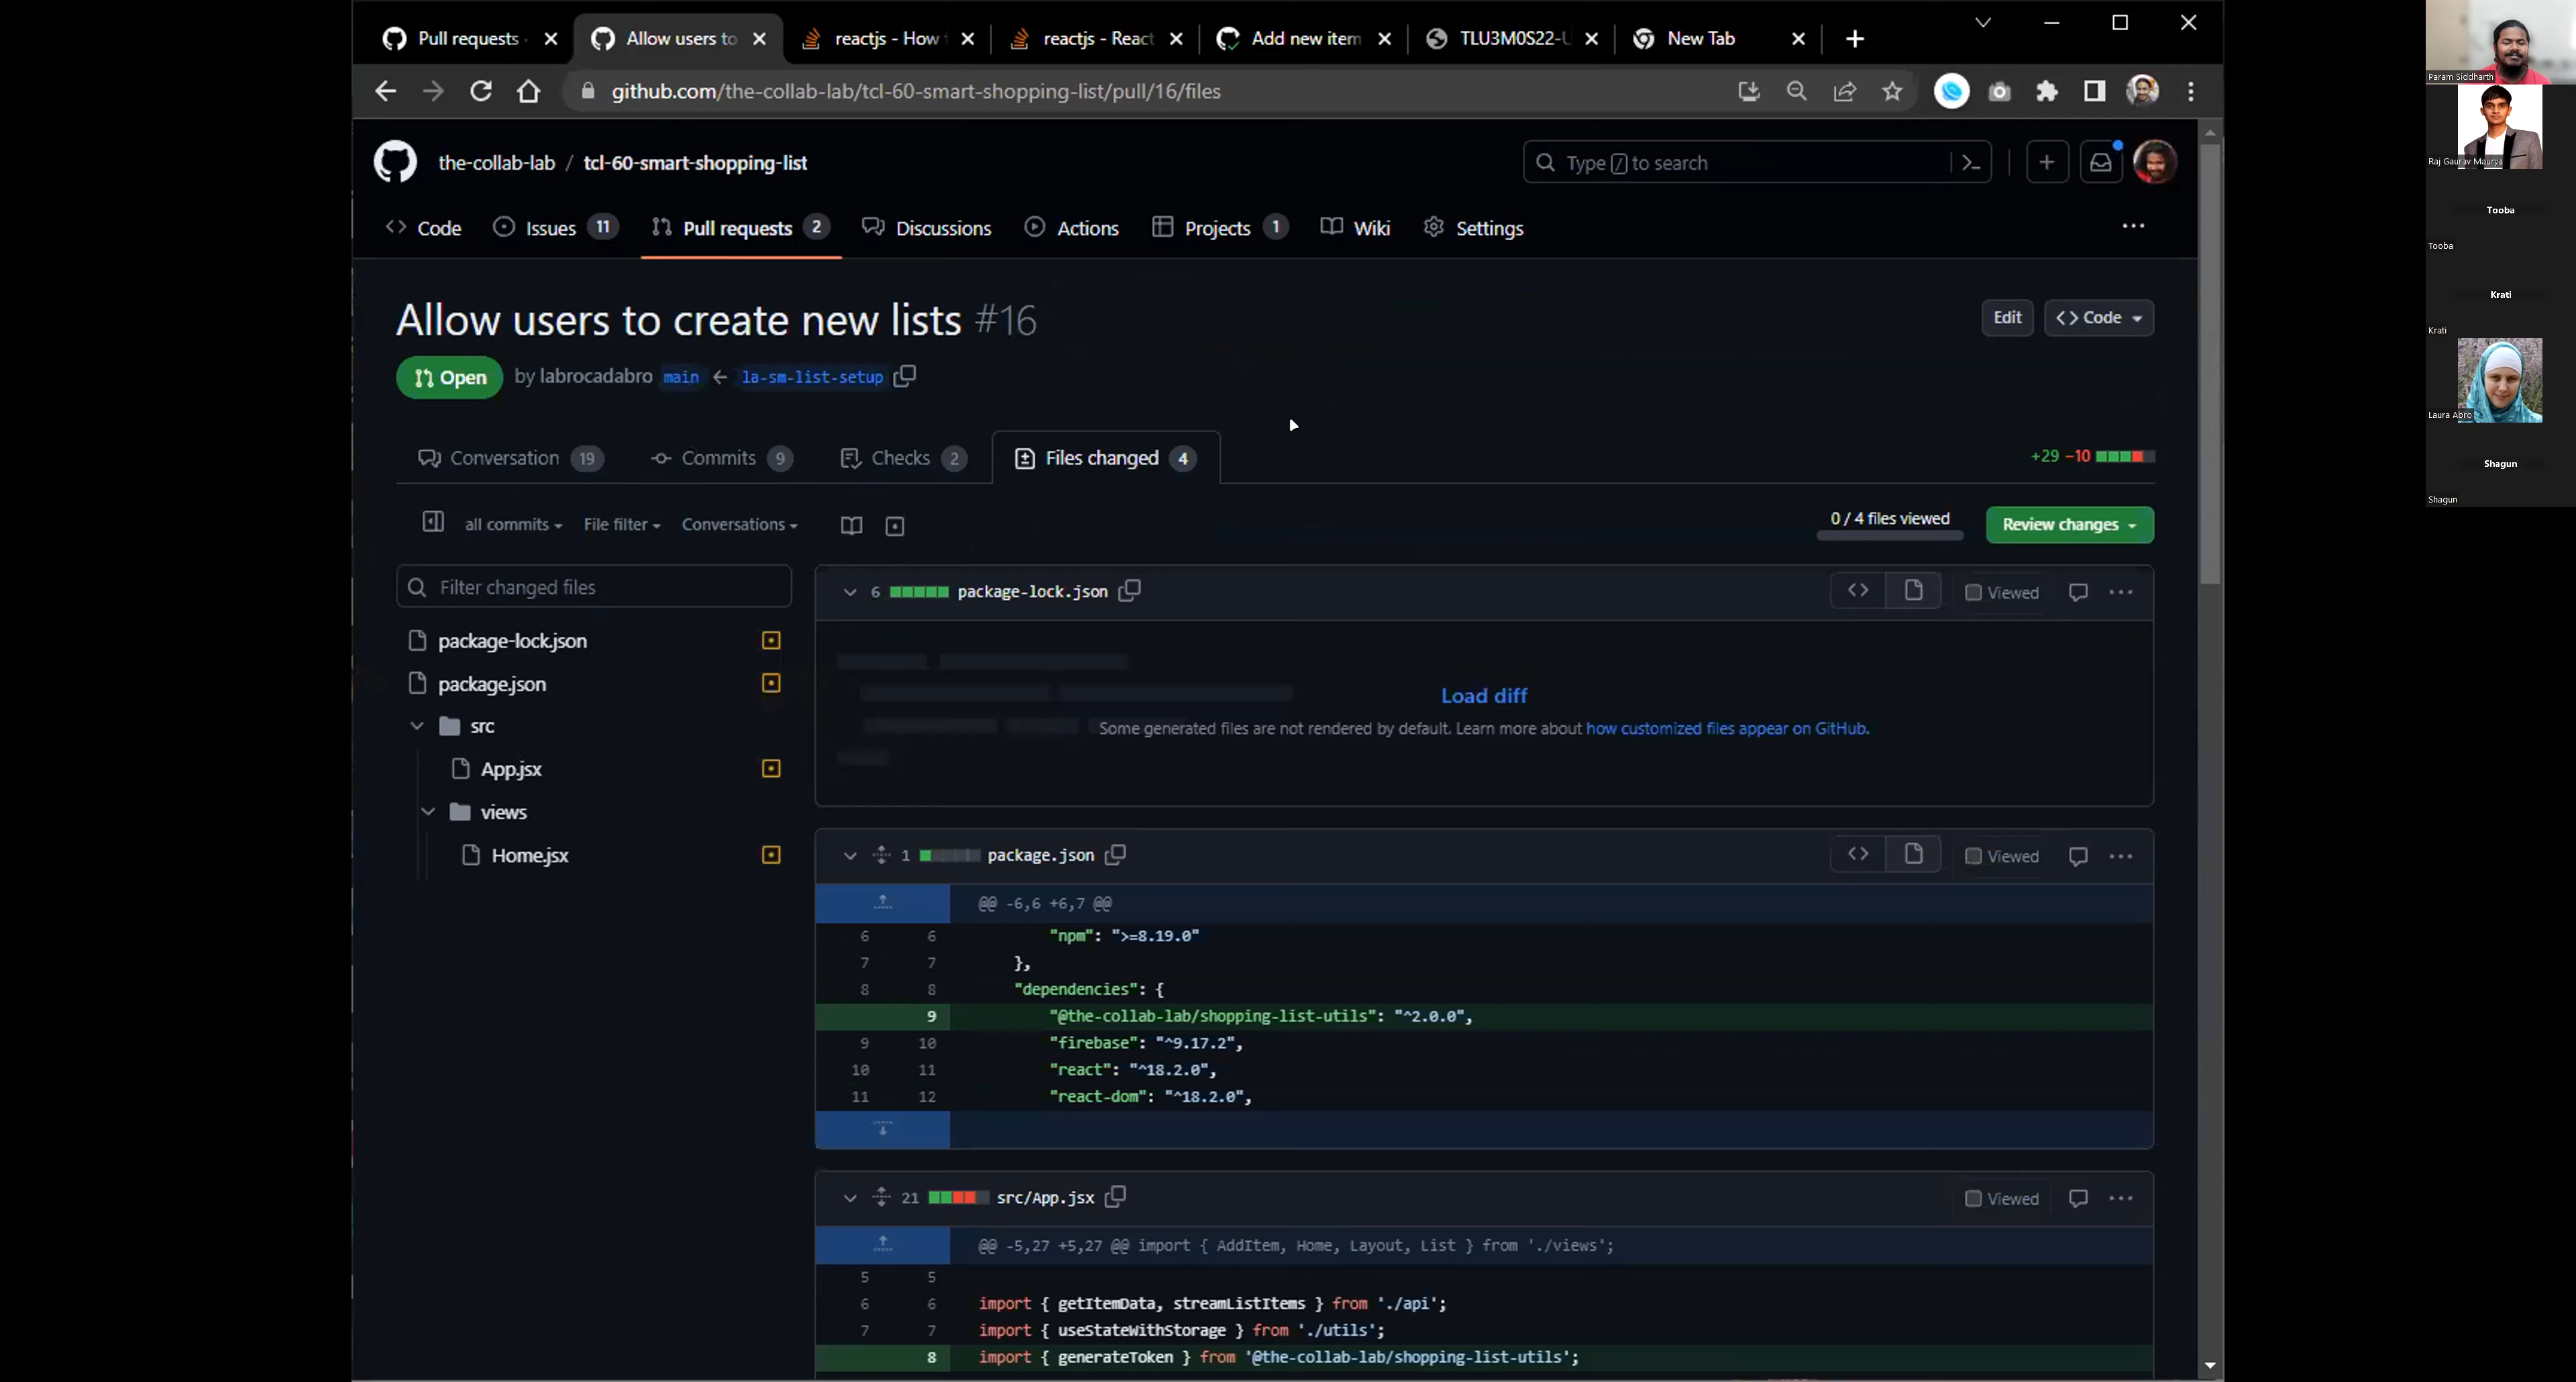 Pull requests ·
Allow users to
reactjs - How t
reactjs - React
Add new item
TLU3M0S22-U
New Tab
github.com/the-collab-lab/tcl-60-smart-shopping-list/pull/16/files
the-collab-lab / tcl-60-smart-shopping-list
Type / to search
Code
Issues 11
Pull requests 2
Discussions
Actions
Projects 1
Wiki
Settings
Allow users to create new lists #16
Edit
<> Code
Open
by labrocadabro main ← la-sm-list-setup
Conversation 19
Commits 9
Checks 2
Files changed 4
+29 −10
all commits
File filter
Conversations
0 / 4 files viewed
Review changes
Filter changed files
package-lock.json
package.json
src
App.jsx
views
Home.jsx
6 package-lock.json
Viewed
Load diff
Some generated files are not rendered by default. Learn more about how customized files appear on GitHub.
1 package.json
Viewed
@@ -6,6 +6,7 @@
6 6 "npm": ">=8.19.0"
7 7 },
8 8 "dependencies": {
9 "@the-collab-lab/shopping-list-utils": "^2.0.0",
9 10 "firebase": "^9.17.2",
10 11 "react": "^18.2.0",
11 12 "react-dom": "^18.2.0",
21 src/App.jsx
Viewed
@@ -5,27 +5,27 @@ import { AddItem, Home, Layout, List } from './views';
5 5
6 6 import { getItemData, streamListItems } from './api';
7 7 import { useStateWithStorage } from './utils';
8 import { generateToken } from '@the-collab-lab/shopping-list-utils';
Param Siddharth
Raj Gaurav Maurya
Tooba
Tooba
Krati
Krati
Laura Abro
Shagun
Shagun